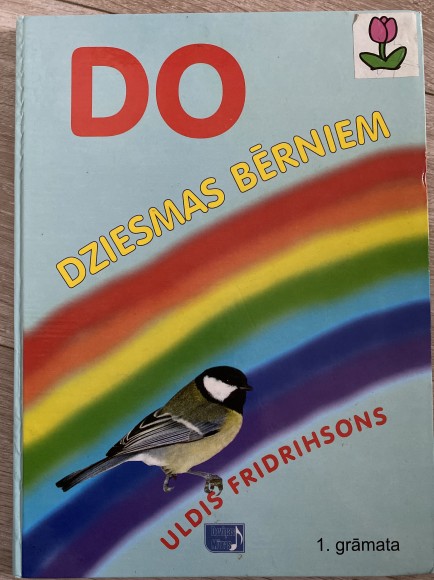 DO
DZIESMAS BĒRNIEM
ULDIS FRIDRIHSONS
1. grāmata